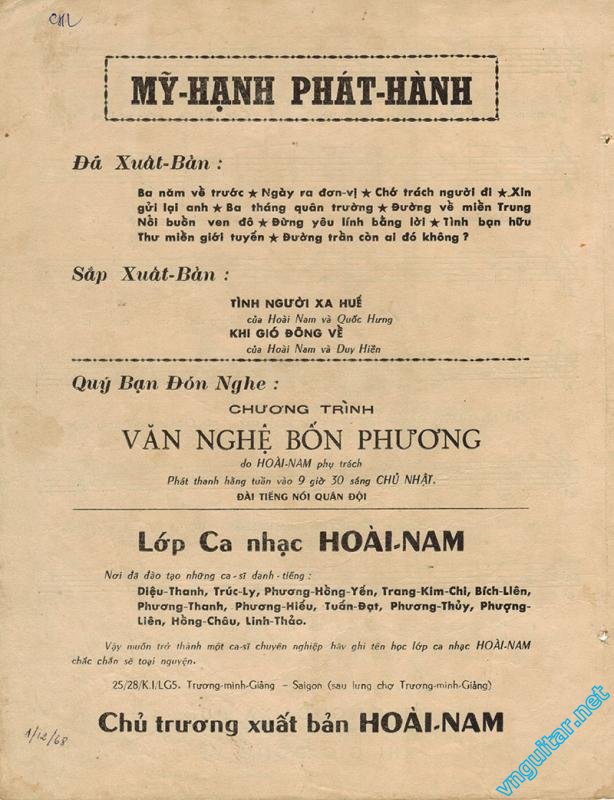 MỸ-HẠNH PHÁT-HÀNH
Đã Xuất-Bản :
Ba năm về trước ★ Ngày ra đơn-vị ★ Chớ trách người đi ★ Xin
gửi lại anh ★ Ba tháng quân trường ★ Đường về miền Trung
Nỗi buồn ven đô ★ Đừng yêu lính bằng lời ★ Tình bạn hữu
Thư miền giới tuyến ★ Đường trần còn ai đó không ?
Sắp Xuất-Bản :
TÌNH NGƯỜI XA HUẾ
của Hoài Nam và Quốc Hưng
KHI GIÓ ĐÔNG VỀ
của Hoài Nam và Duy Hiền
Quý Bạn Đón Nghe :
CHƯƠNG TRÌNH
VĂN NGHỆ BỐN PHƯƠNG
do HOÀI-NAM phụ trách
Phát thanh hằng tuần vào 9 giờ 30 sáng CHỦ NHẬT.
ĐÀI TIẾNG NÓI QUÂN ĐỘI
Lớp Ca nhạc HOÀI-NAM
Nơi đã đào tạo những ca-sĩ danh-tiếng :
Diệu-Thanh, Trúc-Ly, Phương-Hồng-Yến, Trang-Kim-Chi, Bích-Liên,
Phương-Thanh, Phương-Hiếu, Tuấn-Đạt, Phương-Thủy, Phượng-
Liên, Hồng-Châu, Linh-Thảo.
Vậy muốn trở thành một ca-sĩ chuyên nghiệp hãy ghi tên học lớp ca nhạc HOÀI-NAM
chắc chắn sẽ toại nguyện.
25/28/K.I/LG5. Trương-minh-Giảng – Saigon (sau lưng chợ Trương-minh-Giảng)
Chủ trương xuất bản HOÀI-NAM
1/12/68
vnguitar.net